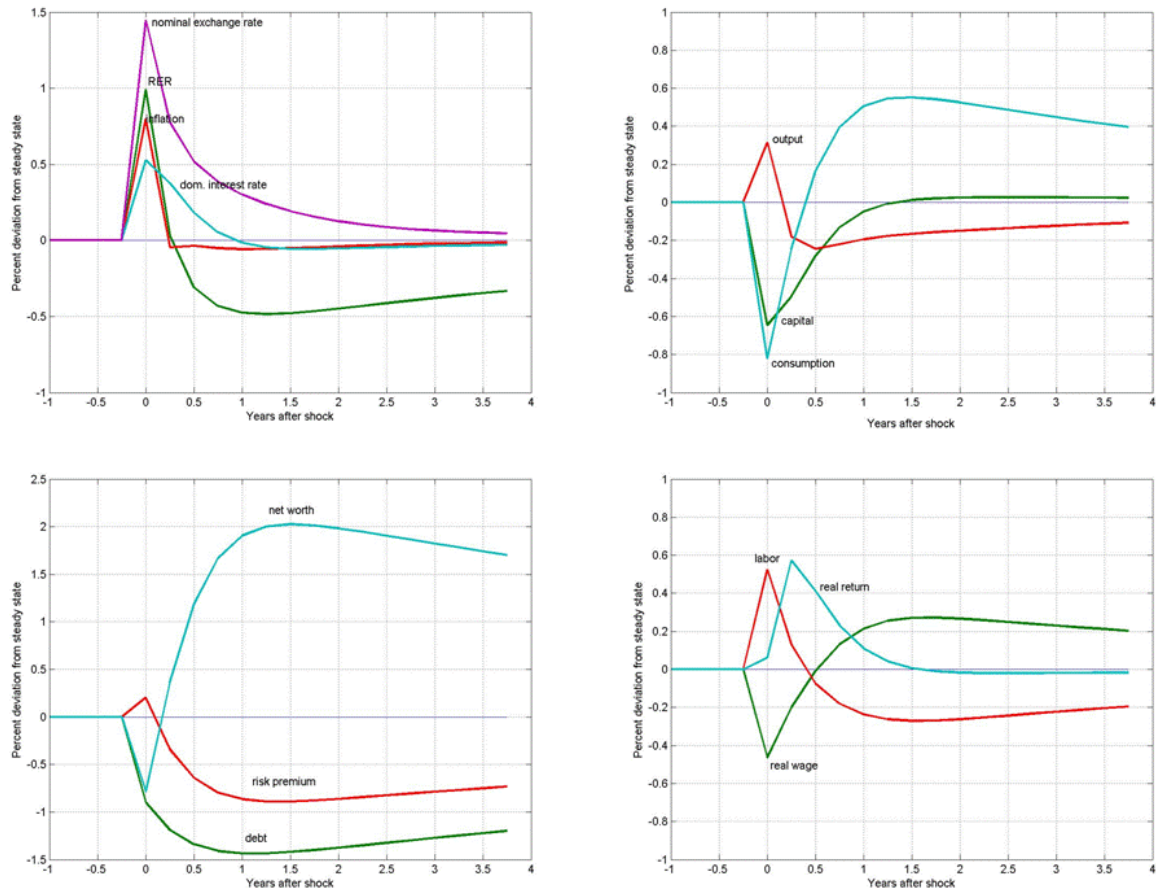 1.5
1
0.5
0
-0.5
-1
Percent deviation from steady state
nominal exchange rate
RER
nflation
dom. interest rate
-1 -0.5 0 0.5 1 1.5 2 2.5 3 3.5 4
Years after shock
1
0.8
0.6
0.4
0.2
0
-0.2
-0.4
-0.6
-0.8
-1
Percent deviation from steady state
output
capital
consumption
-1 -0.5 0 0.5 1 1.5 2 2.5 3 3.5 4
Years after shock
2.5
2
1.5
1
0.5
0
-0.5
-1
-1.5
Percent deviation from steady state
net worth
risk premium
debt
-1 -0.5 0 0.5 1 1.5 2 2.5 3 3.5 4
Years after shock
1
0.8
0.6
0.4
0.2
0
-0.2
-0.4
-0.6
-0.8
-1
Percent deviation from steady state
labor
real return
real wage
-1 -0.5 0 0.5 1 1.5 2 2.5 3 3.5 4
Years after shock